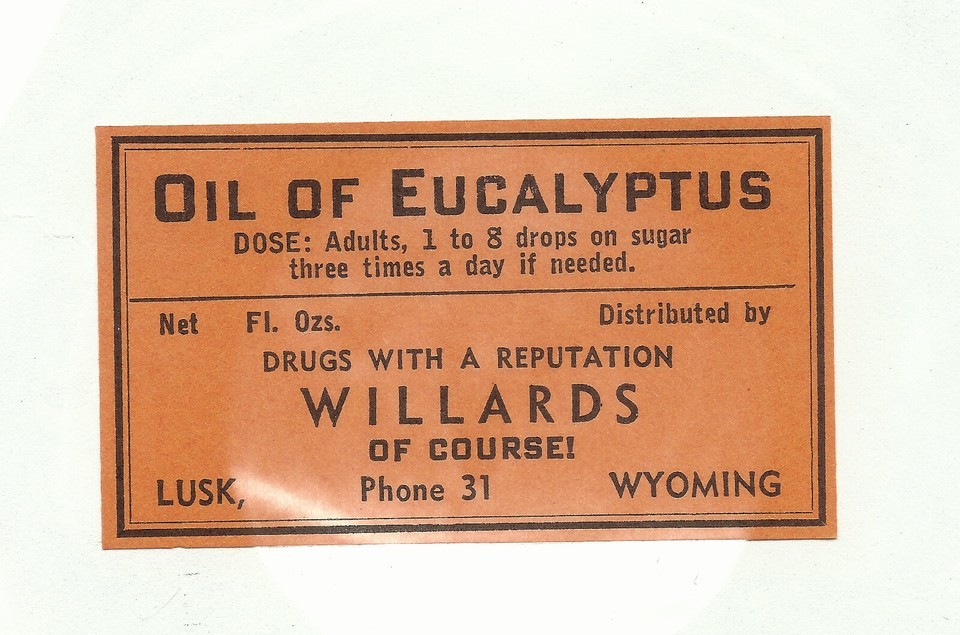 OIL OF EUCALYPTUS
DOSE: Adults, 1 to 8 drops on sugar
three times a day if needed.
Net Fl. Ozs. Distributed by
DRUGS WITH A REPUTATION
WILLARDS
OF COURSE!
LUSK, Phone 31 WYOMING